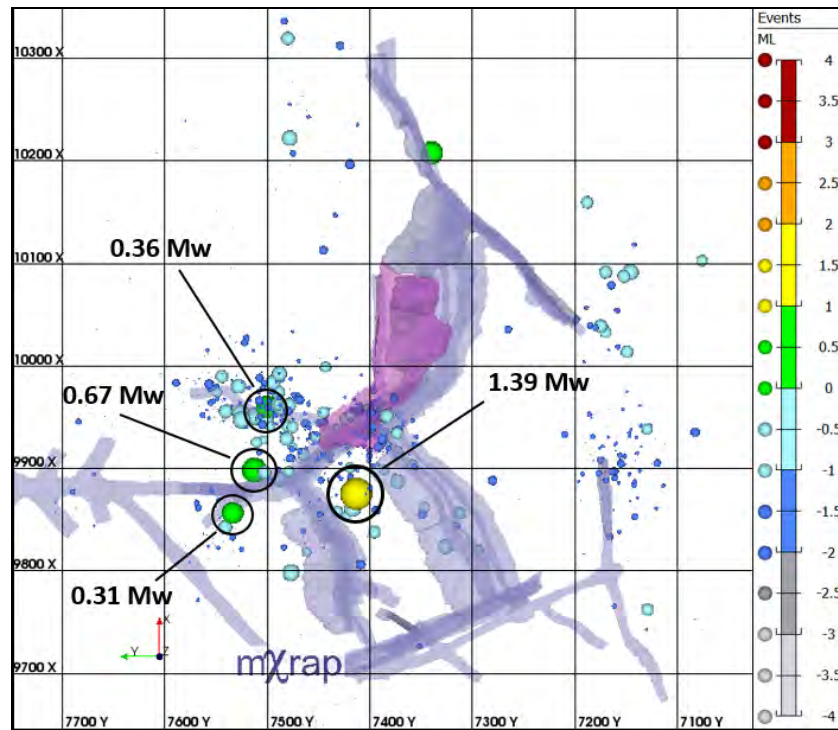 Events
ML
4
3.5
3
2.5
2
1.5
1
0.5
0
-0.5
-1
-1.5
-2
-2.5
-3
-3.5
-4
10300 X
10200 X
10100 X
10000 X
9900 X
9800 X
9700 X
0.36 Mw
0.67 Mw
1.39 Mw
0.31 Mw
X
Y
Z
mχrap
7700 Y
7600 Y
7500 Y
7400 Y
7300 Y
7200 Y
7100 Y